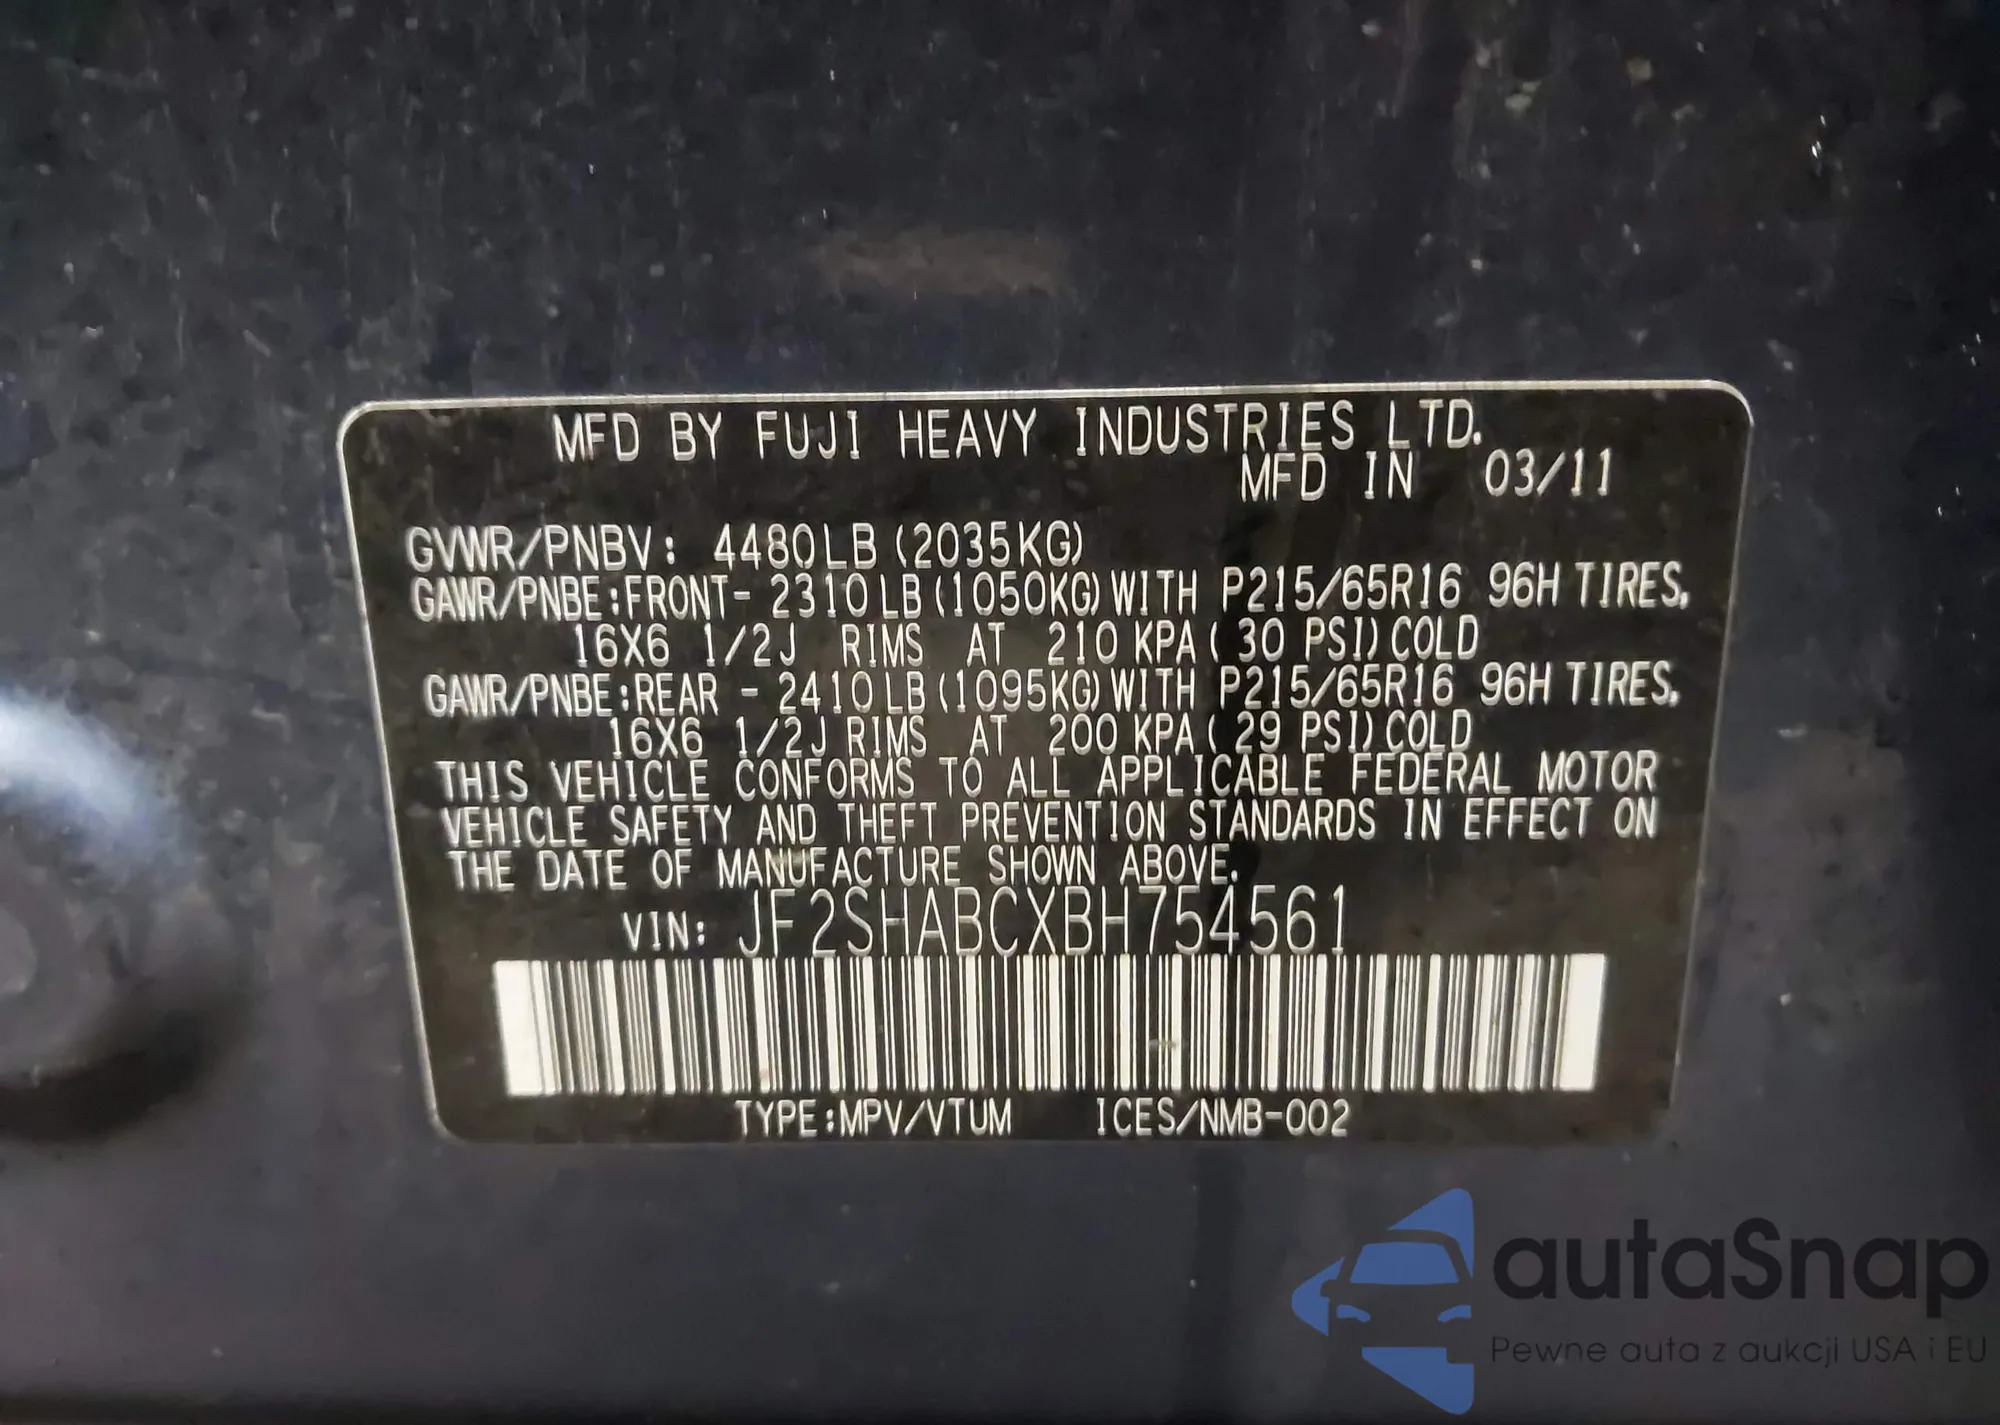 MFD BY FUJI HEAVY INDUSTRIES LTD.
MFD IN 03/11
GVWR/PNBV: 4480LB (2035KG)
GAWR/PNBE:FRONT- 2310LB (1050KG) WITH P215/65R16 96H TIRES,
16X6 1/2J RIMS AT 210 KPA ( 30 PSI) COLD
GAWR/PNBE:REAR - 2410LB (1095KG) WITH P215/65R16 96H TIRES,
16X6 1/2J RIMS AT 200 KPA ( 29 PSI) COLD
THIS VEHICLE CONFORMS TO ALL APPLICABLE FEDERAL MOTOR
VEHICLE SAFETY AND THEFT PREVENTION STANDARDS IN EFFECT ON
THE DATE OF MANUFACTURE SHOWN ABOVE.
VIN: JF2SHABCXBH754561
TYPE:MPV/VTUM ICES/NMB-002
autaSnap
Pewne auta z aukcji USA i EU